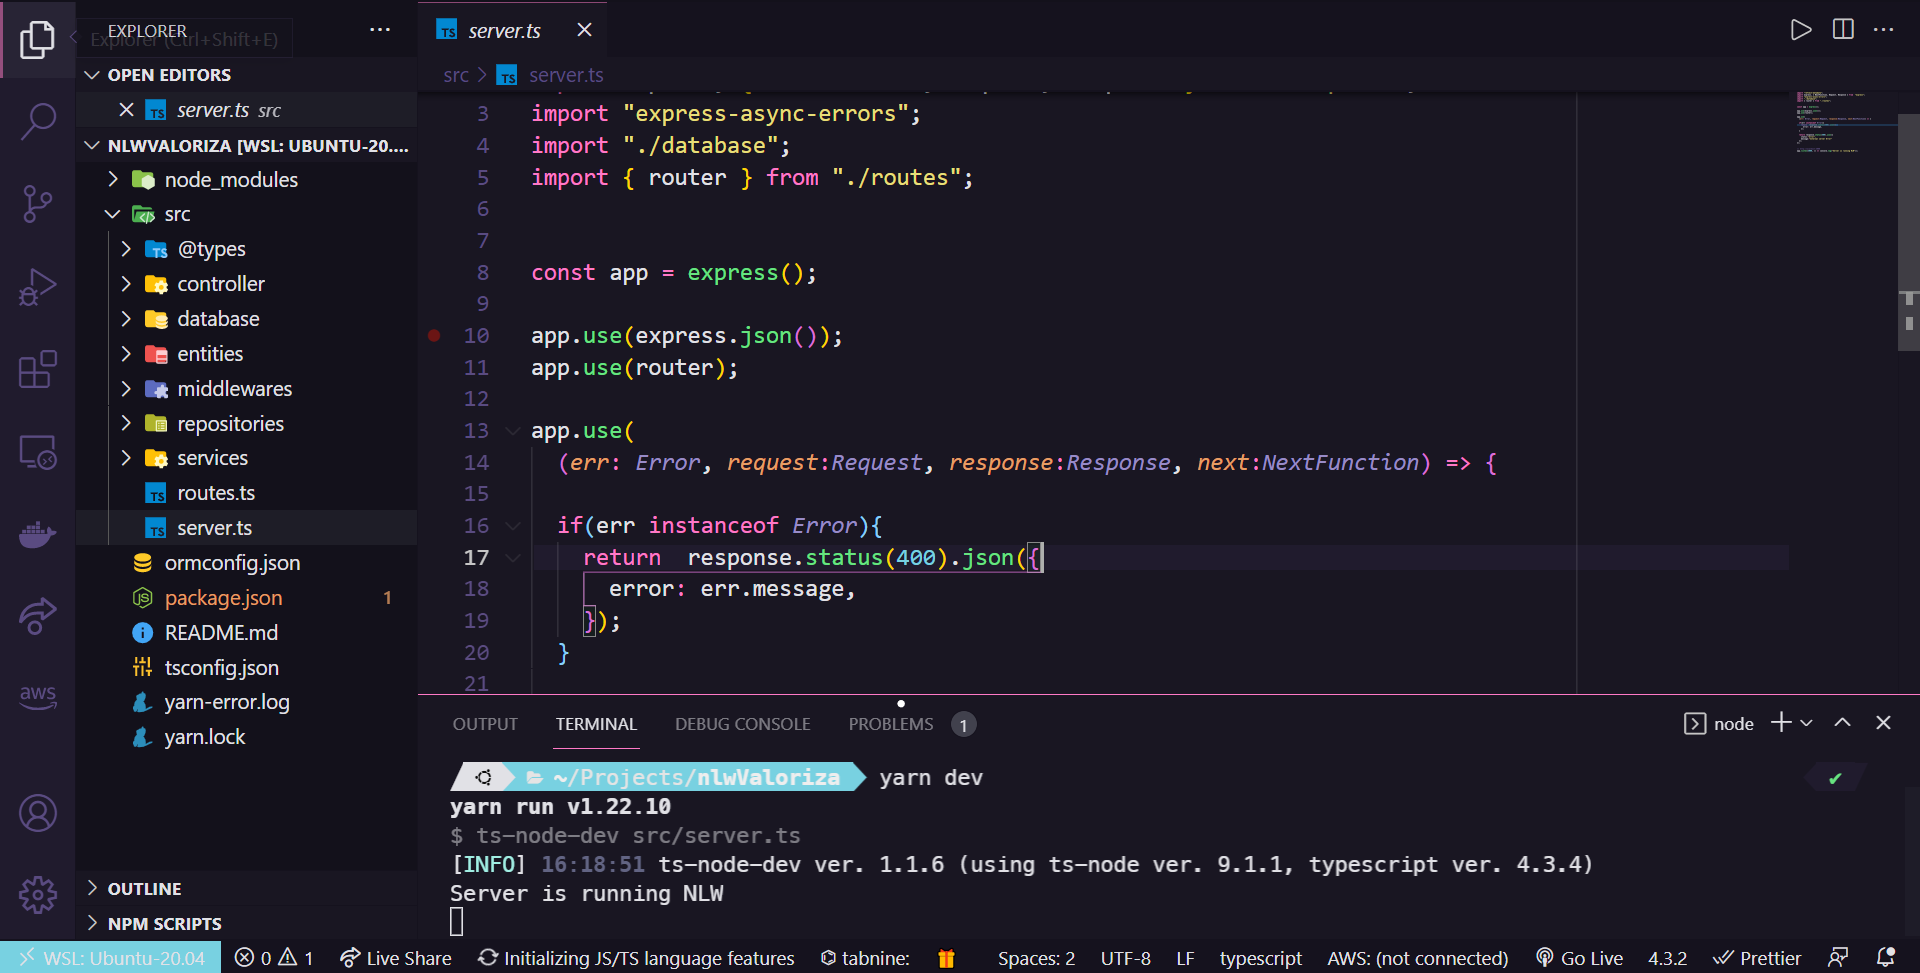 EXPLORER
Explorer (Ctrl+Shift+E)
OPEN EDITORS
server.ts src
NLWVALORIZA [WSL: UBUNTU-20....
node_modules
src
@types
controller
database
entities
middlewares
repositories
services
routes.ts
server.ts
ormconfig.json
package.json 1
README.md
tsconfig.json
yarn-error.log
yarn.lock
OUTLINE
NPM SCRIPTS
aws
TS server.ts
src > TS server.ts
3 import "express-async-errors";
4 import "./database";
5 import { router } from "./routes";
6
7
8 const app = express();
9
10 app.use(express.json());
11 app.use(router);
12
13 app.use(
14 (err: Error, request:Request, response:Response, next:NextFunction) => {
15
16 if(err instanceof Error){
17 return  response.status(400).json({
18 error: err.message,
19 });
20 }
21
OUTPUT TERMINAL DEBUG CONSOLE PROBLEMS 1
node
~/Projects/nlwValoriza yarn dev
yarn run v1.22.10
$ ts-node-dev src/server.ts
[INFO] 16:18:51 ts-node-dev ver. 1.1.6 (using ts-node ver. 9.1.1, typescript ver. 4.3.4)
Server is running NLW
WSL: Ubuntu-20.04 0 1 Live Share Initializing JS/TS language features tabnine: Spaces: 2 UTF-8 LF typescript AWS: (not connected) Go Live 4.3.2 Prettier